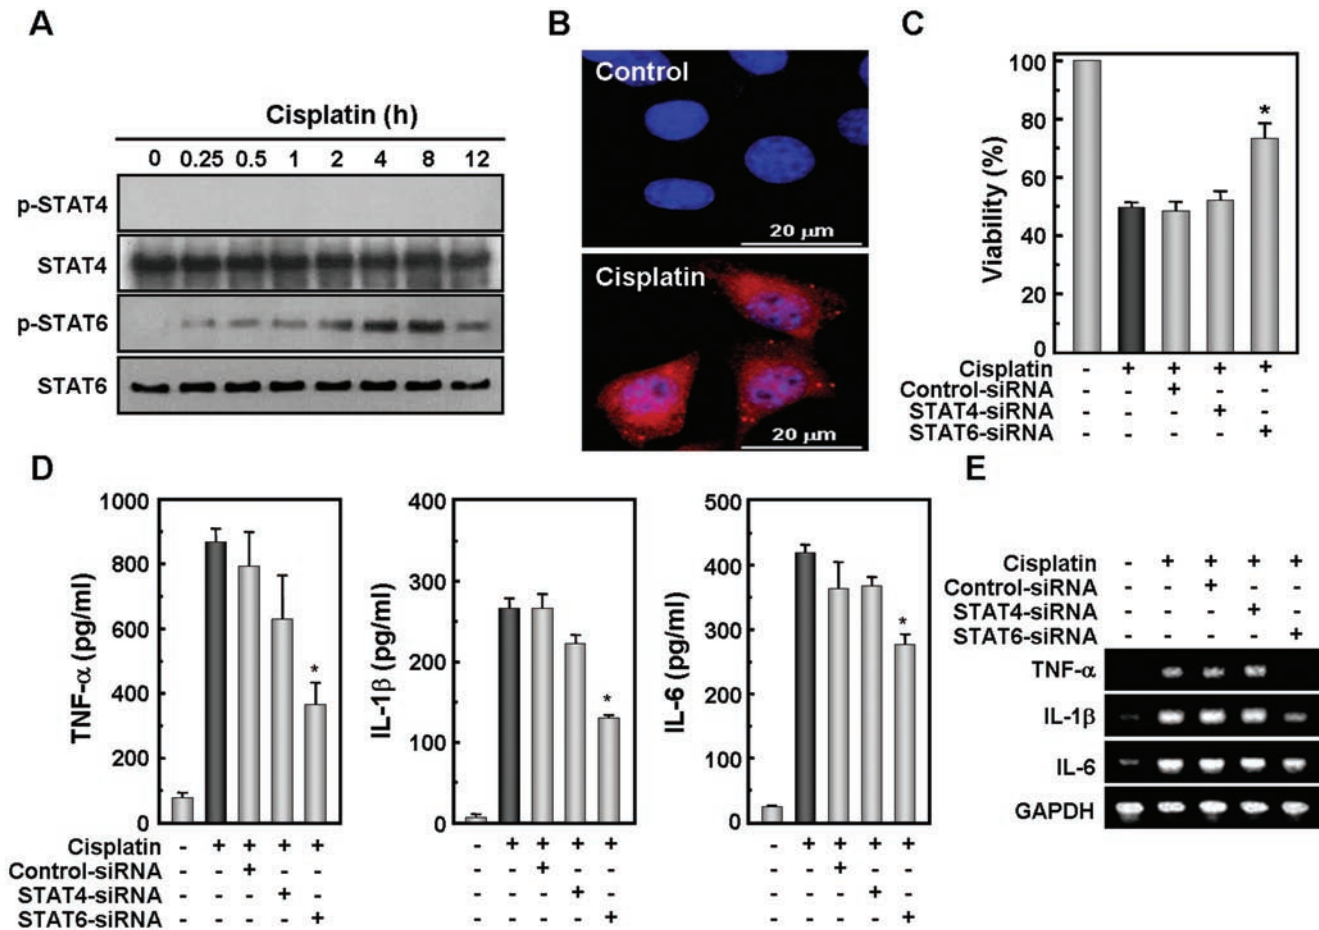 A
Cisplatin (h)
0 0.25 0.5 1 2 4 8 12
p-STAT4
STAT4
p-STAT6
STAT6
B
Control
20 μm
Cisplatin
20 μm
C
Viability (%)
100
80
60
40
20
0
*
Cisplatin - + + + +
Control-siRNA - - + - -
STAT4-siRNA - - - + -
STAT6-siRNA - - - - +
D
TNF-α (pg/ml)
1000
800
600
400
200
0
*
IL-1β (pg/ml)
400
300
200
100
0
*
IL-6 (pg/ml)
500
400
300
200
100
0
*
Cisplatin - + + + + - + + + + - + + + +
Control-siRNA - - + - - - - + - - - - + - -
STAT4-siRNA - - - + - - - - + - - - - + -
STAT6-siRNA - - - - + - - - - + - - - - +
E
Cisplatin - + + + +
Control-siRNA - - + - -
STAT4-siRNA - - - + -
STAT6-siRNA - - - - +
TNF-α
IL-1β
IL-6
GAPDH